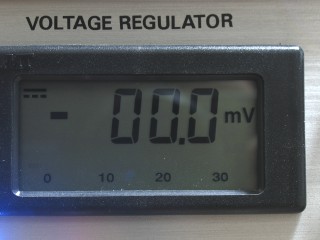 VOLTAGE REGULATOR
- 00.0 mV
0 10 20 30